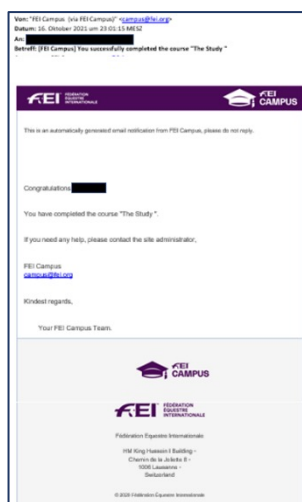 Von: "FEI Campus (via FEI Campus)" <campus@fei.org>
Datum: 16. Oktober 2021 um 23:01:15 MESZ
An:
Betreff: [FEI Campus] You successfully completed the course "The Study "
FEI FÉDÉRATION EQUESTRE INTERNATIONALE
FEI CAMPUS
This is an automatically generated email notification from FEI Campus, please do not reply.
Congratulations
You have completed the course "The Study ".
If you need any help, please contact the site administrator,
FEI Campus
campus@fei.org
Kindest regards,
Your FEI Campus Team.
FEI CAMPUS
FEI FÉDÉRATION EQUESTRE INTERNATIONALE
Fédération Equestre Internationale
HM King Hussein I Building -
Chemin de la Joliette 8 -
1006 Lausanne -
Switzerland
Fédération Equestre Internationale